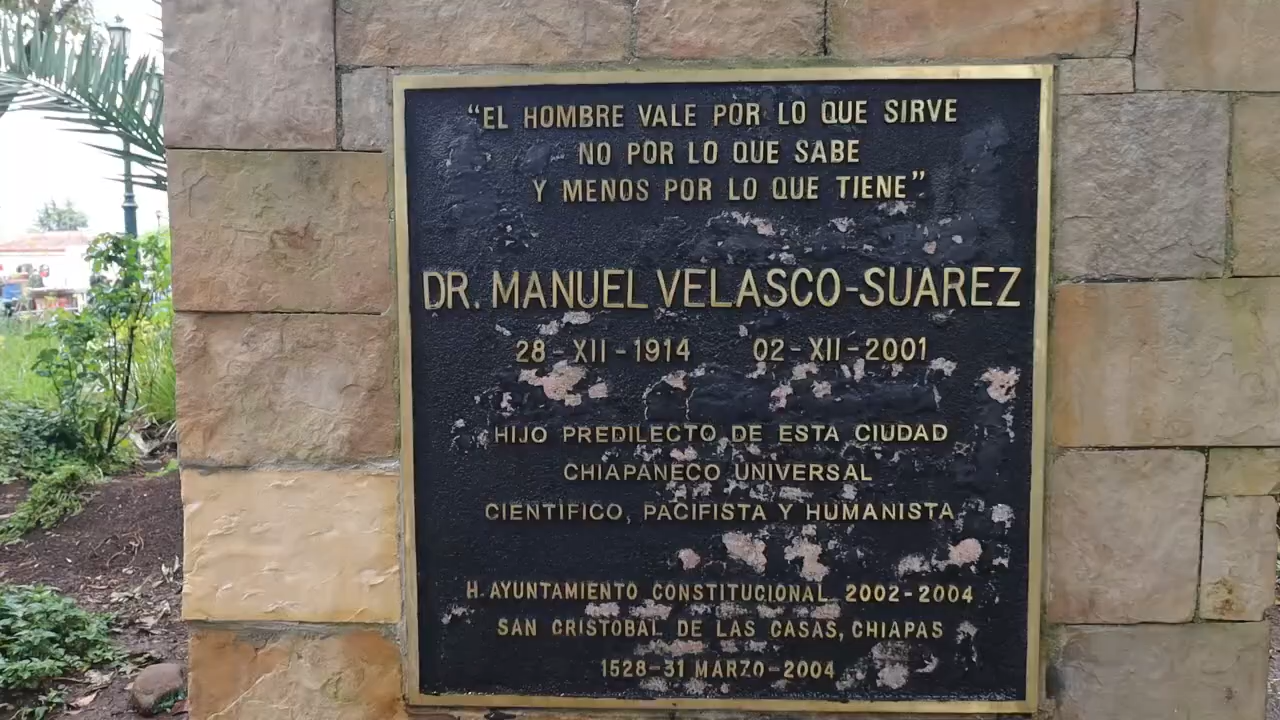 “EL HOMBRE VALE POR LO QUE SIRVE
NO POR LO QUE SABE
Y MENOS POR LO QUE TIENE”
DR. MANUEL VELASCO-SUAREZ
28-XII-1914 02-XII-2001
HIJO PREDILECTO DE ESTA CIUDAD
CHIAPANECO UNIVERSAL
CIENTÍFICO, PACIFISTA Y HUMANISTA
H. AYUNTAMIENTO CONSTITUCIONAL 2002-2004
SAN CRISTOBAL DE LAS CASAS, CHIAPAS
1528-31 MARZO-2004